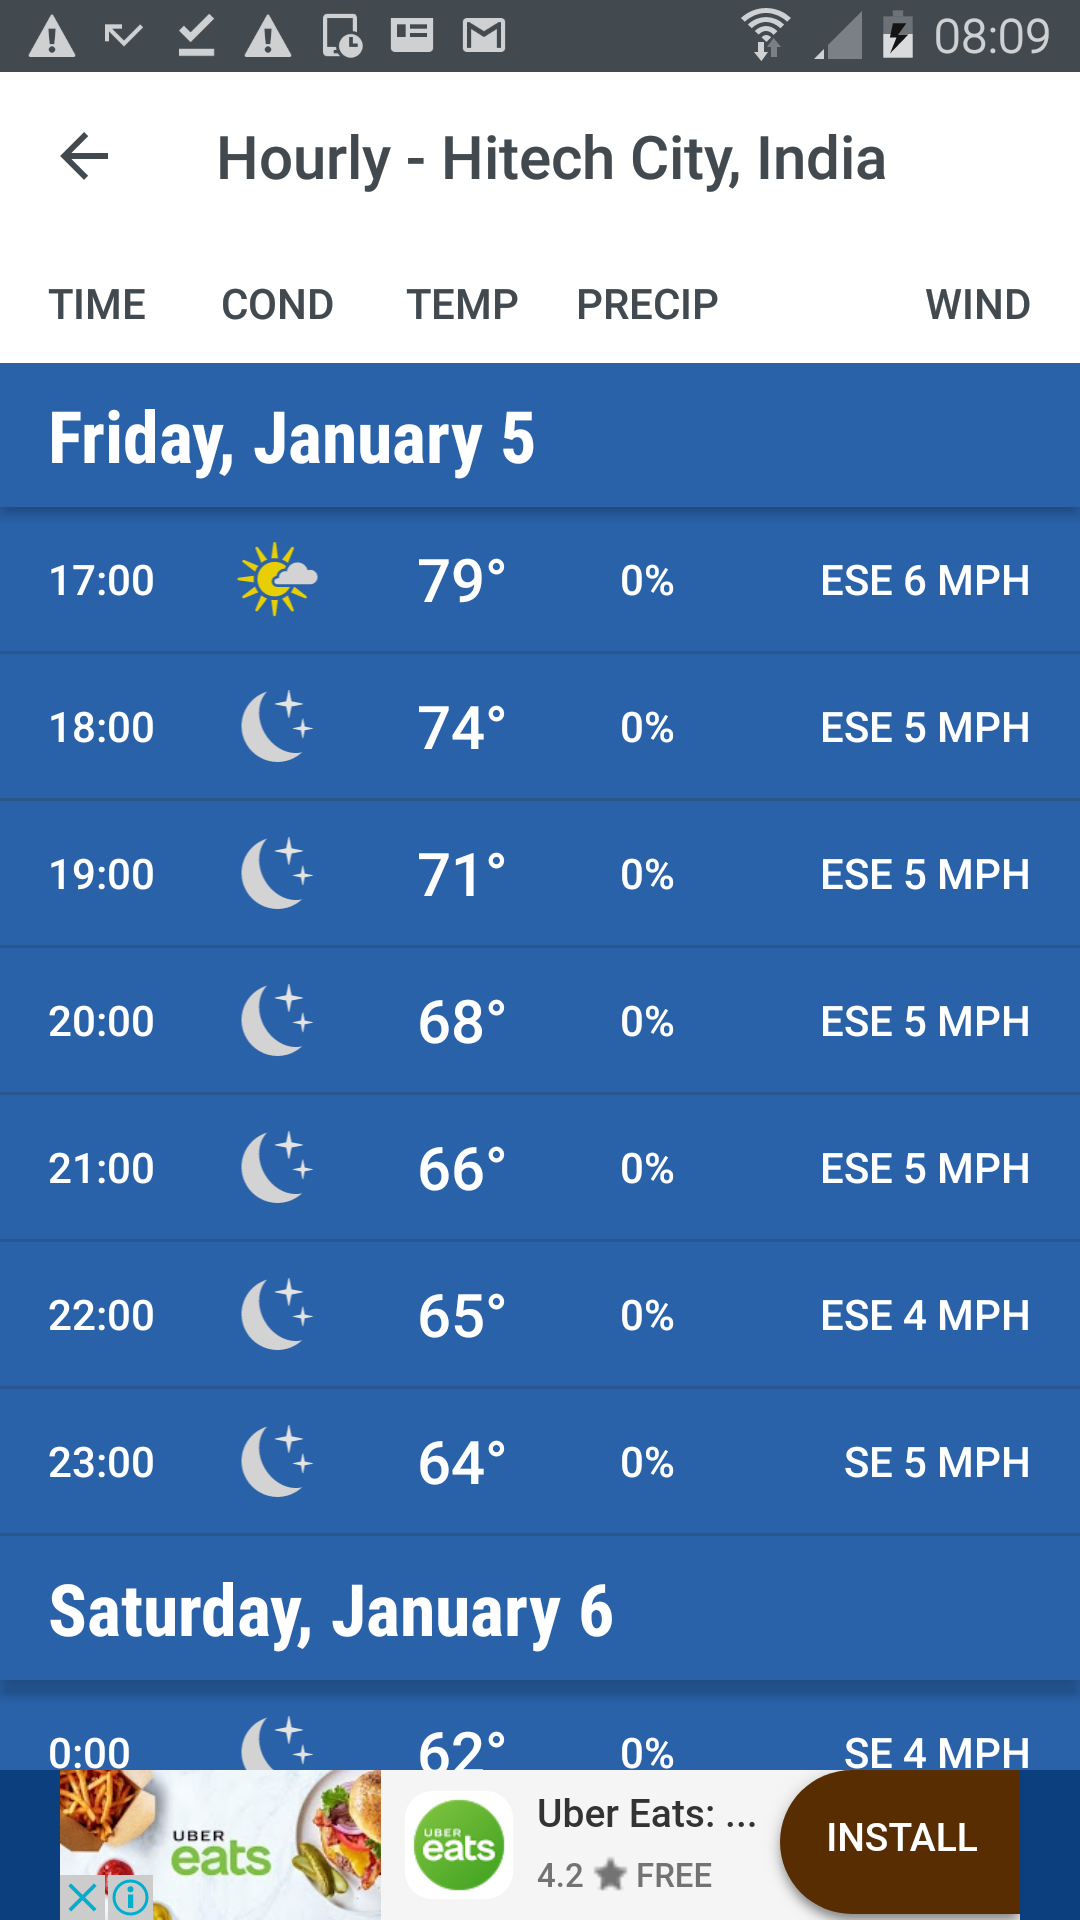 08:09
Hourly - Hitech City, India
TIME COND TEMP PRECIP WIND
Friday, January 5
17:00 79° 0% ESE 6 MPH
18:00 74° 0% ESE 5 MPH
19:00 71° 0% ESE 5 MPH
20:00 68° 0% ESE 5 MPH
21:00 66° 0% ESE 5 MPH
22:00 65° 0% ESE 4 MPH
23:00 64° 0% SE 5 MPH
Saturday, January 6
0:00 62° 0% SE 4 MPH
UBER
eats
UBER
eats
Uber Eats: ...
4.2 FREE
INSTALL